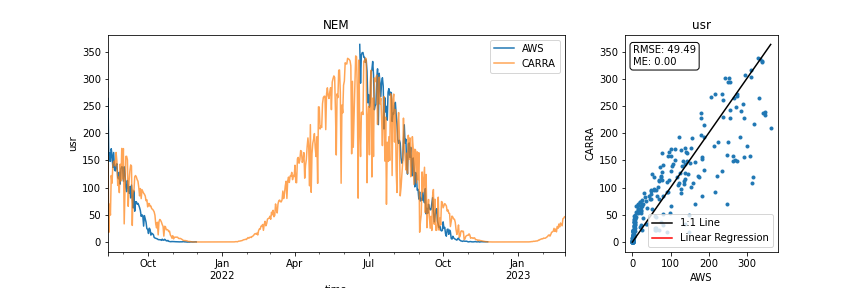 NEM
usr
350
300
250
200
150
100
50
0
usr
AWS
CARRA
Oct
Jan
2022
Apr
Jul
Oct
Jan
2023
time
350
300
250
200
150
100
50
0
CARRA
RMSE: 49.49
ME: 0.00
1:1 Line
Linear Regression
0
100
200
300
AWS